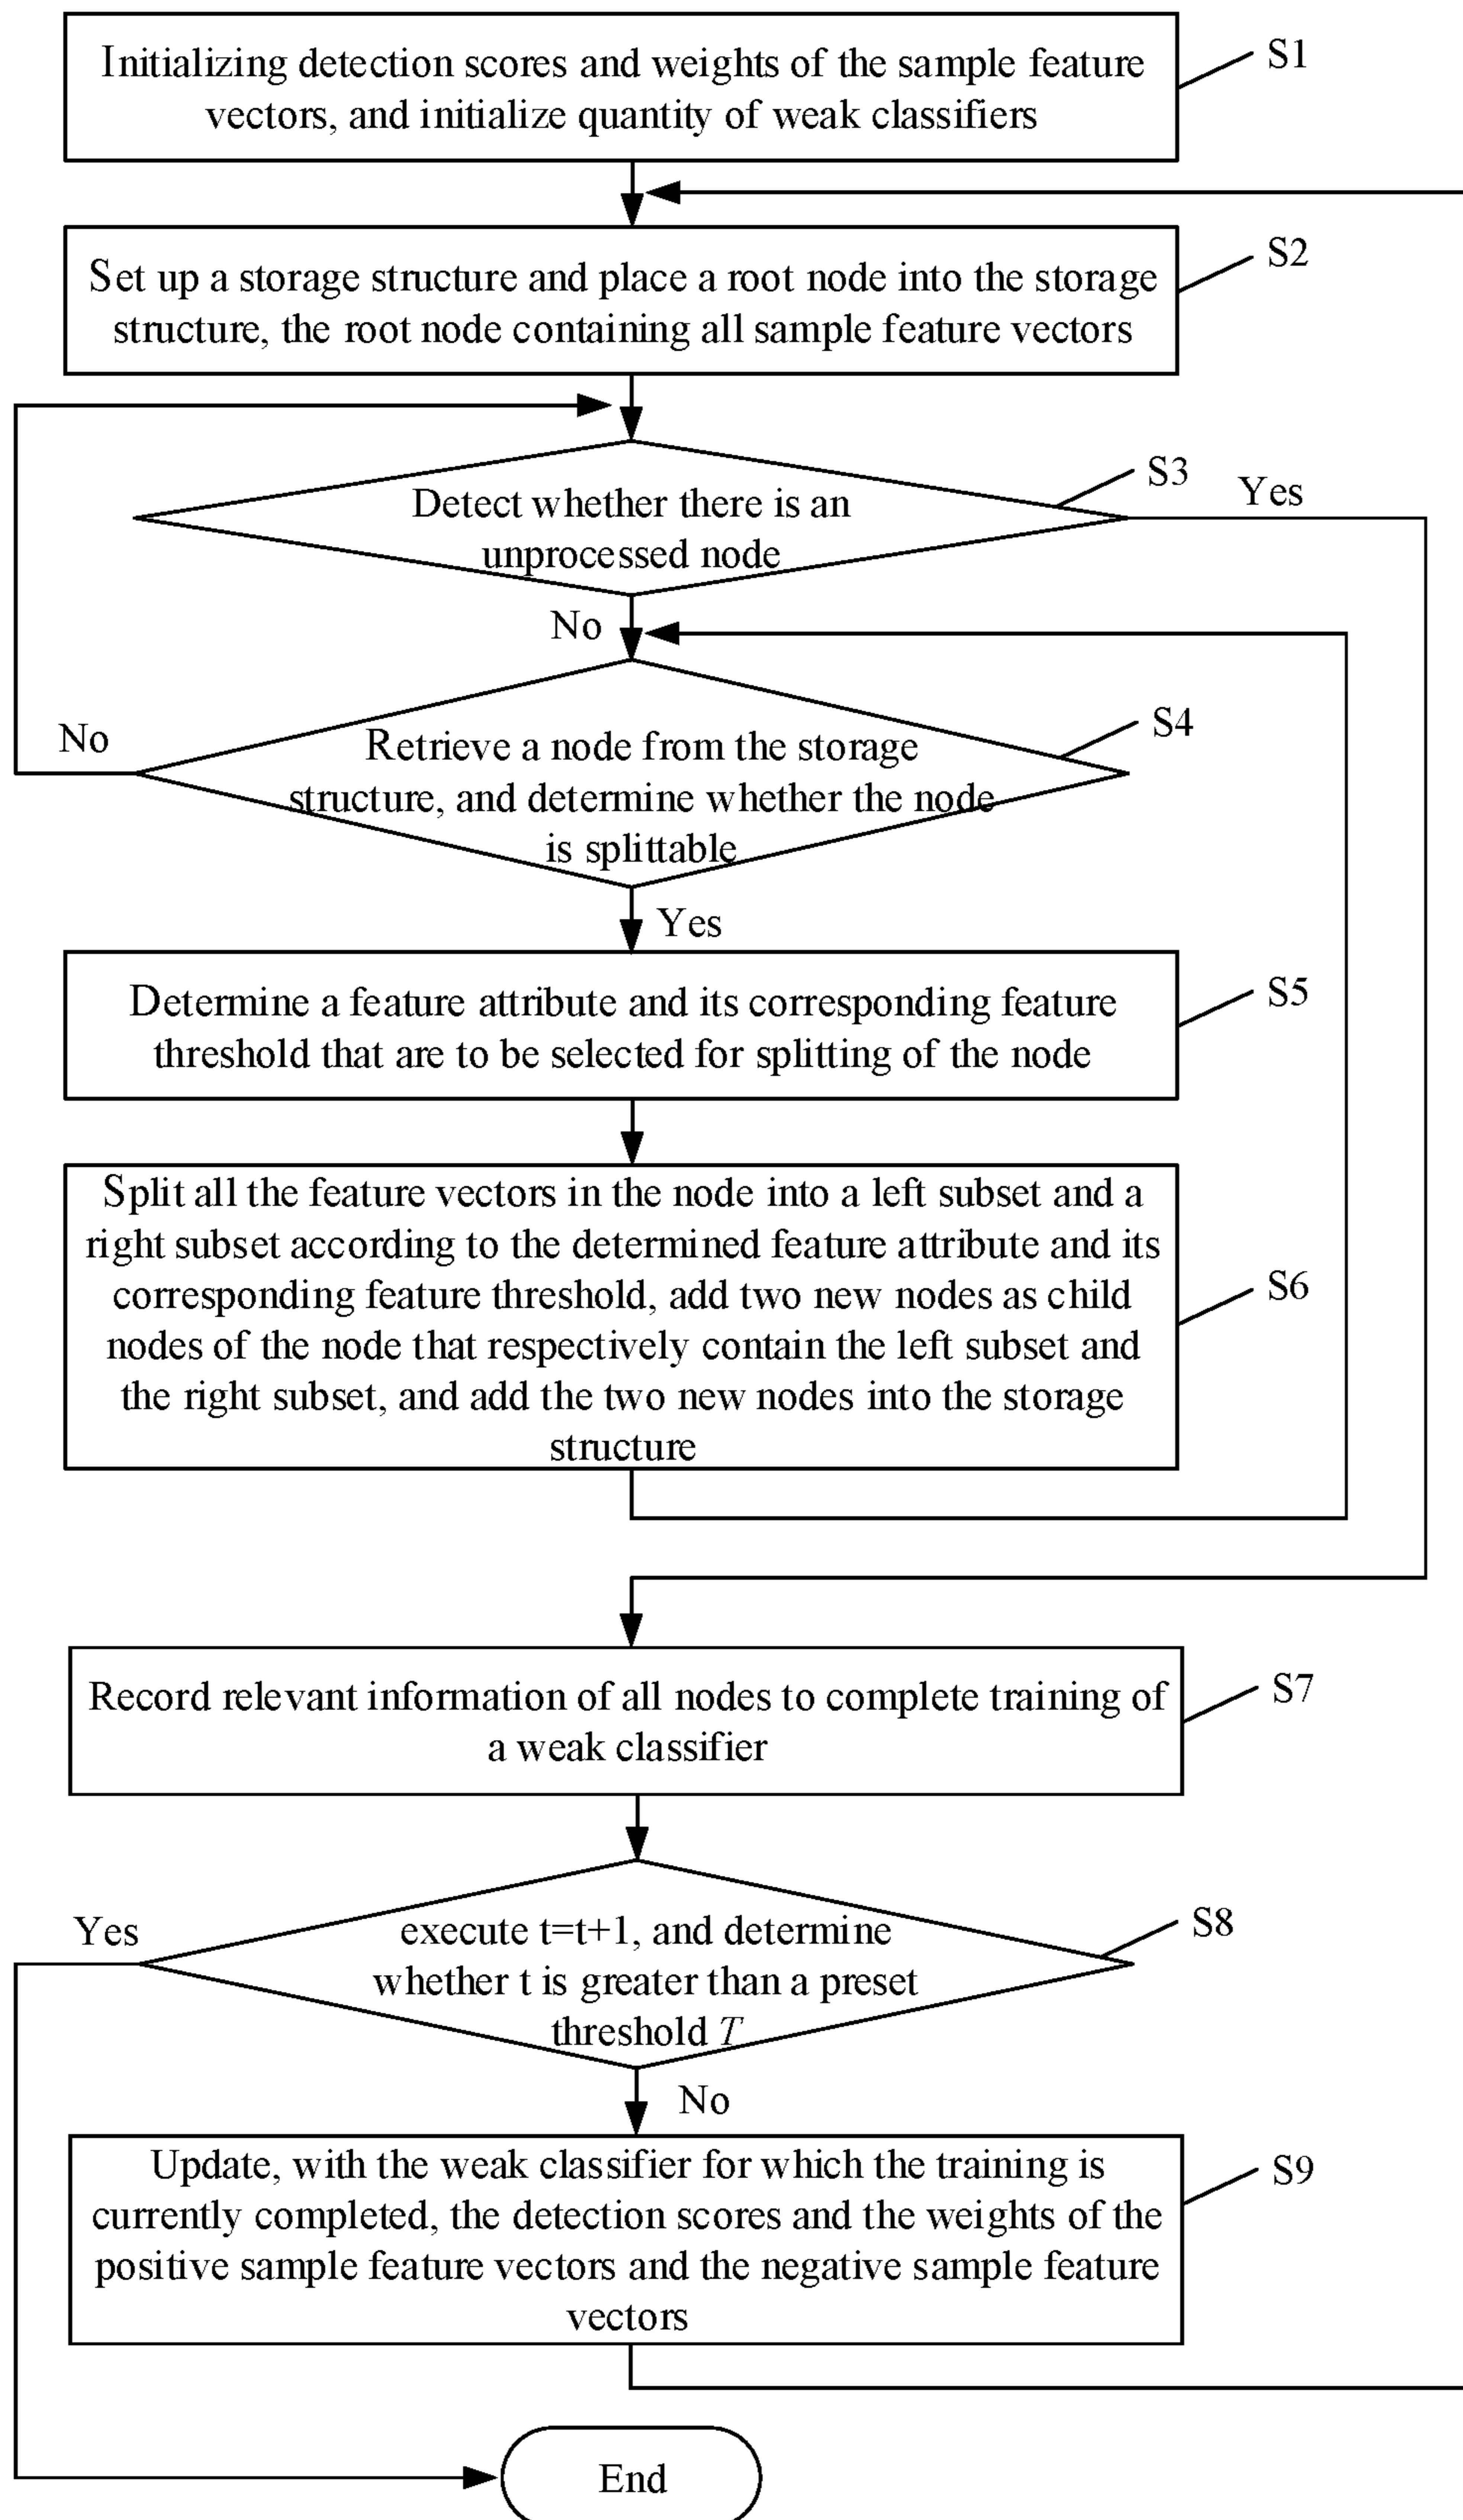 Initializing detection scores and weights of the sample feature
vectors, and initialize quantity of weak classifiers
S1
Set up a storage structure and place a root node into the storage
structure, the root node containing all sample feature vectors
S2
Detect whether there is an
unprocessed node
S3
Yes
No
Retrieve a node from the storage
structure, and determine whether the node
is splittable
S4
No
Yes
Determine a feature attribute and its corresponding feature
threshold that are to be selected for splitting of the node
S5
Split all the feature vectors in the node into a left subset and a
right subset according to the determined feature attribute and its
corresponding feature threshold, add two new nodes as child
nodes of the node that respectively contain the left subset and
the right subset, and add the two new nodes into the storage
structure
S6
Record relevant information of all nodes to complete training of
a weak classifier
S7
execute t=t+1, and determine
whether t is greater than a preset
threshold T
S8
Yes
No
Update, with the weak classifier for which the training is
currently completed, the detection scores and the weights of the
positive sample feature vectors and the negative sample feature
vectors
S9
End